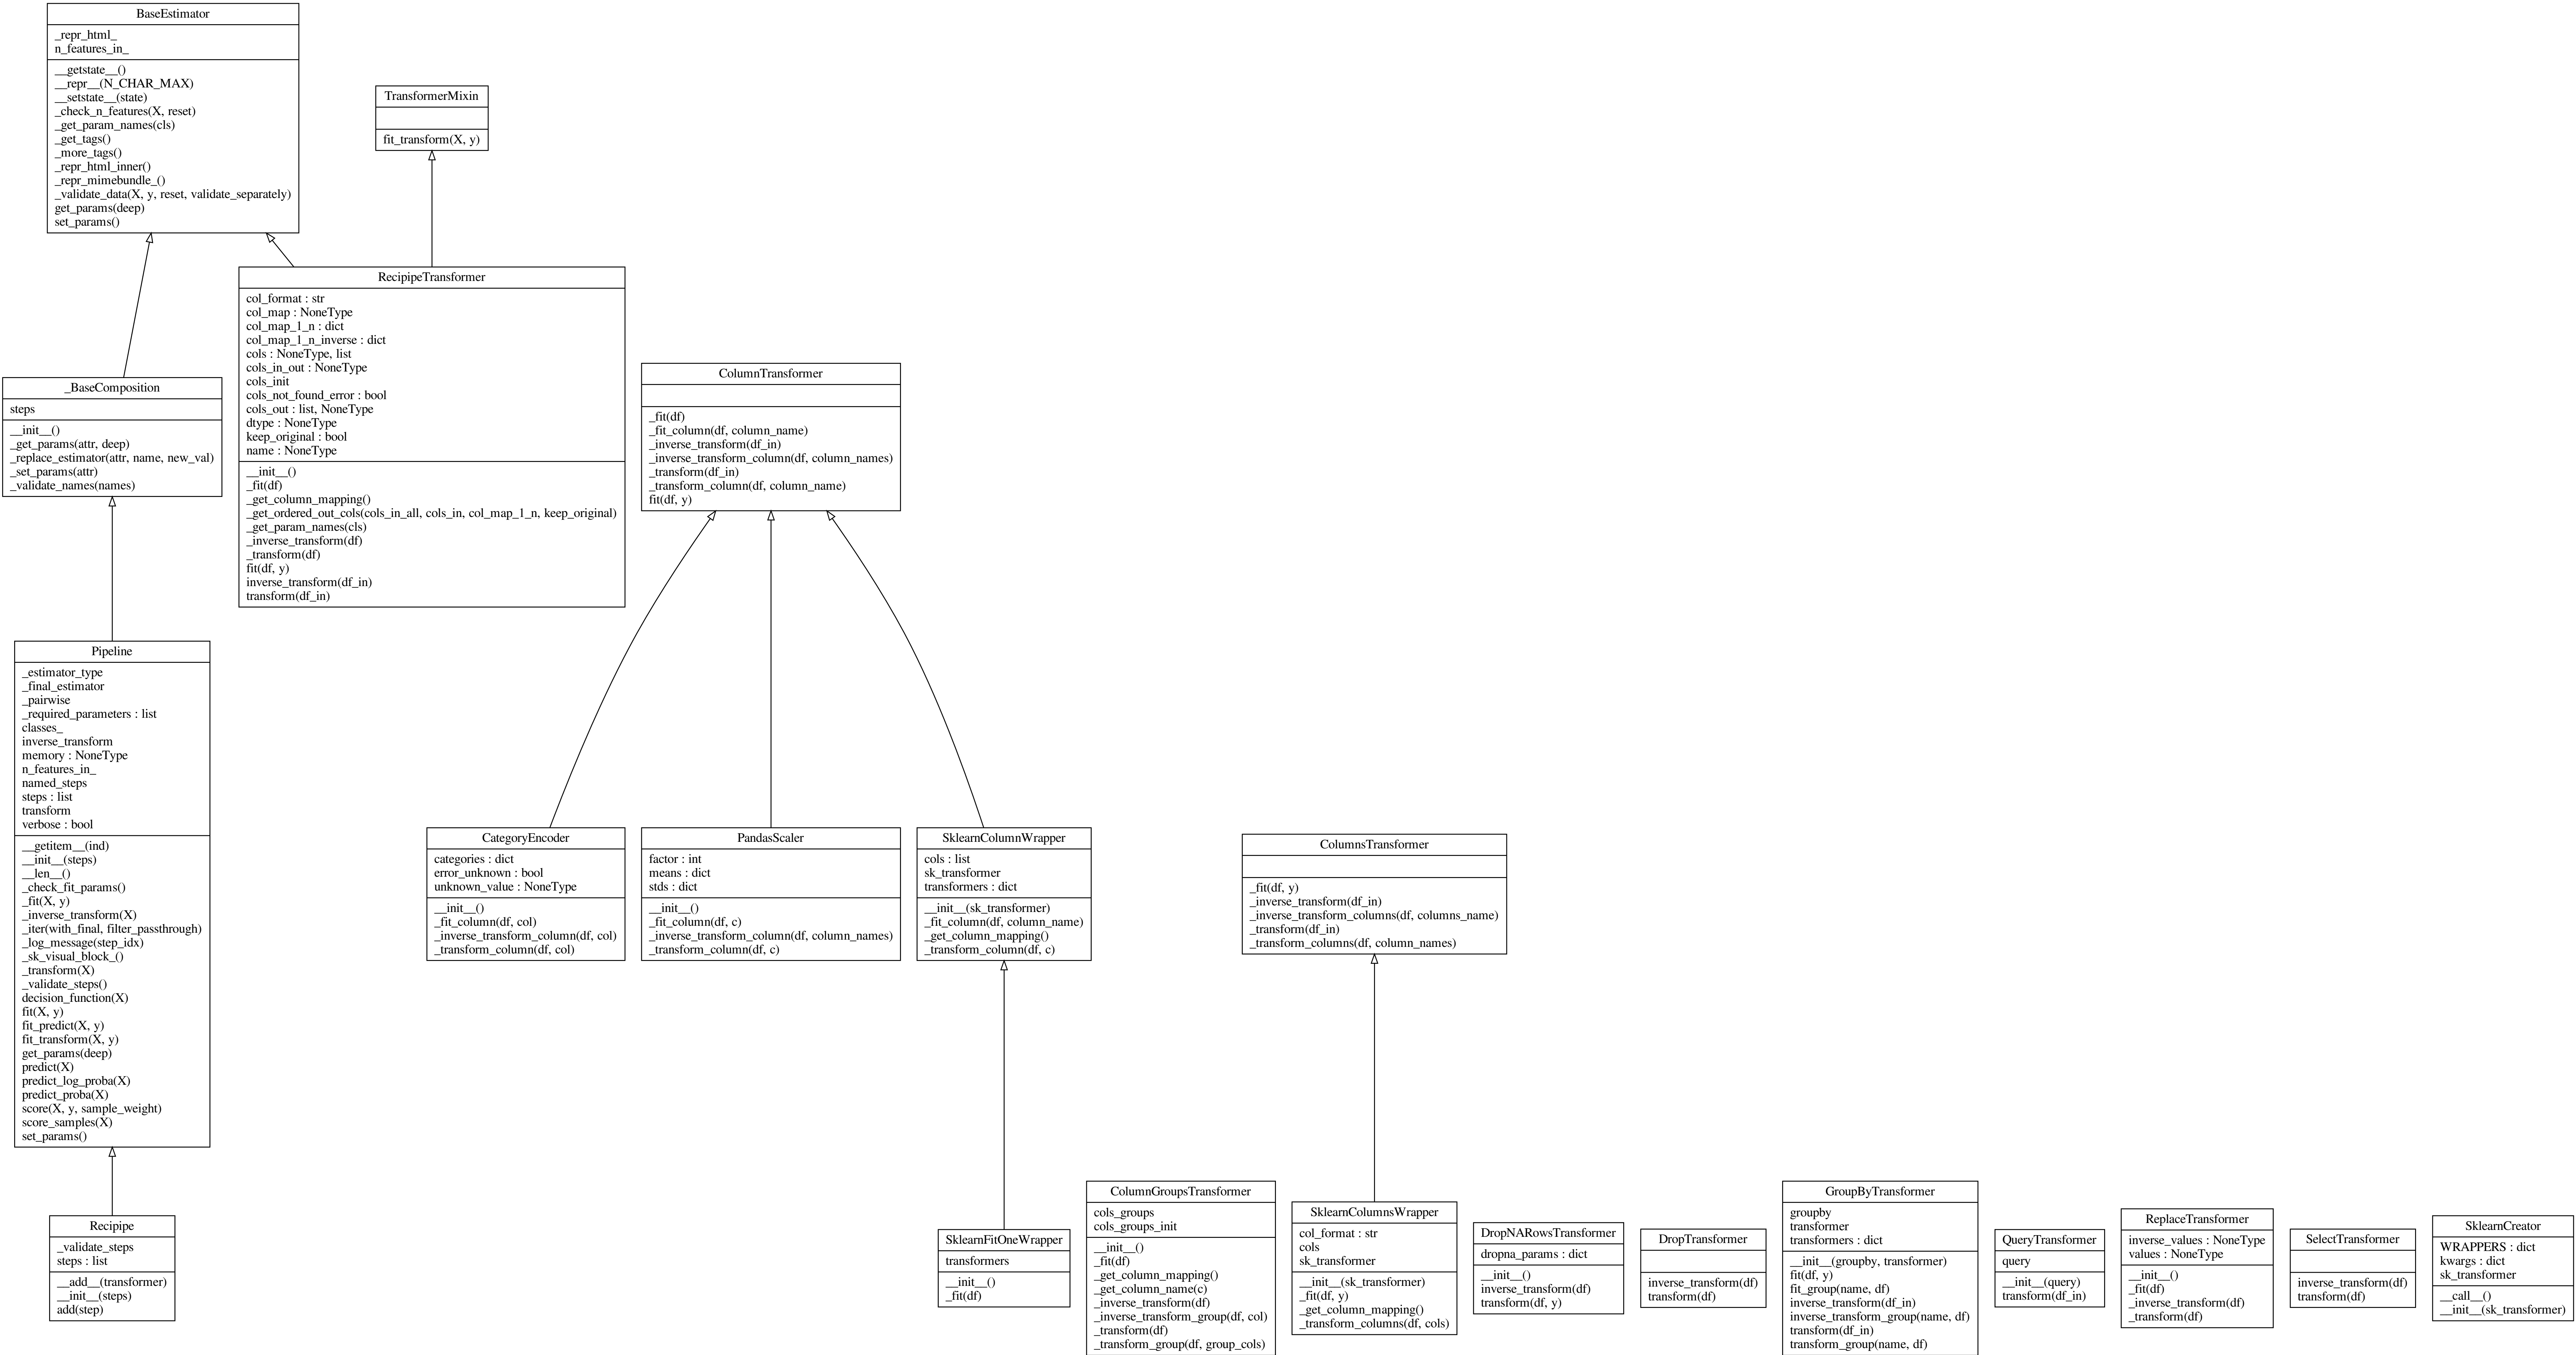 BaseEstimator
_repr_html_
n_features_in_
__getstate__()
__repr__(N_CHAR_MAX)
__setstate__(state)
_check_n_features(X, reset)
_get_param_names(cls)
_get_tags()
_more_tags()
_repr_html_inner()
_repr_mimebundle_()
_validate_data(X, y, reset, validate_separately)
get_params(deep)
set_params()
TransformerMixin
fit_transform(X, y)
RecipipeTransformer
col_format : str
col_map : NoneType
col_map_1_n : dict
col_map_1_n_inverse : dict
cols : NoneType, list
cols_in_out : NoneType
cols_init
cols_not_found_error : bool
cols_out : list, NoneType
dtype : NoneType
keep_original : bool
name : NoneType
__init__()
_fit(df)
_get_column_mapping()
_get_ordered_out_cols(cols_in_all, cols_in, col_map_1_n, keep_original)
_get_param_names(cls)
_inverse_transform(df)
_transform(df)
fit(df, y)
inverse_transform(df_in)
transform(df_in)
_BaseComposition
steps
__init__()
_get_params(attr, deep)
_replace_estimator(attr, name, new_val)
_set_params(attr)
_validate_names(names)
ColumnTransformer
_fit(df)
_fit_column(df, column_name)
_inverse_transform(df_in)
_inverse_transform_column(df, column_names)
_transform(df_in)
_transform_column(df, column_name)
fit(df, y)
Pipeline
_estimator_type
_final_estimator
_pairwise
_required_parameters : list
classes_
inverse_transform
memory : NoneType
n_features_in_
named_steps
steps : list
transform
verbose : bool
__getitem__(ind)
__init__(steps)
__len__()
_check_fit_params()
_fit(X, y)
_inverse_transform(X)
_iter(with_final, filter_passthrough)
_log_message(step_idx)
_sk_visual_block_()
_transform(X)
_validate_steps()
decision_function(X)
fit(X, y)
fit_predict(X, y)
fit_transform(X, y)
get_params(deep)
predict(X)
predict_log_proba(X)
predict_proba(X)
score(X, y, sample_weight)
score_samples(X)
set_params()
CategoryEncoder
categories : dict
error_unknown : bool
unknown_value : NoneType
__init__()
_fit_column(df, col)
_inverse_transform_column(df, col)
_transform_column(df, col)
PandasScaler
factor : int
means : dict
stds : dict
__init__()
_fit_column(df, c)
_inverse_transform_column(df, column_names)
_transform_column(df, c)
SklearnColumnWrapper
cols : list
sk_transformer
transformers : dict
__init__(sk_transformer)
_fit_column(df, column_name)
_get_column_mapping()
_transform_column(df, c)
ColumnsTransformer
_fit(df, y)
_inverse_transform(df_in)
_inverse_transform_columns(df, columns_name)
_transform(df_in)
_transform_columns(df, column_names)
Recipipe
_validate_steps
steps : list
__add__(transformer)
__init__(steps)
add(step)
SklearnFitOneWrapper
transformers
__init__()
_fit(df)
ColumnGroupsTransformer
cols_groups
cols_groups_init
__init__()
_fit(df)
_get_column_mapping()
_get_column_name(c)
_inverse_transform(df)
_inverse_transform_group(df, col)
_transform(df)
_transform_group(df, group_cols)
SklearnColumnsWrapper
col_format : str
cols
sk_transformer
__init__(sk_transformer)
_fit(df, y)
_get_column_mapping()
_transform_columns(df, cols)
DropNARowsTransformer
dropna_params : dict
__init__()
inverse_transform(df)
transform(df, y)
DropTransformer
inverse_transform(df)
transform(df)
GroupByTransformer
groupby
transformer
transformers : dict
__init__(groupby, transformer)
fit(df, y)
fit_group(name, df)
inverse_transform(df_in)
inverse_transform_group(name, df)
transform(df_in)
transform_group(name, df)
QueryTransformer
query
__init__(query)
transform(df_in)
ReplaceTransformer
inverse_values : NoneType
values : NoneType
__init__()
_fit(df)
_inverse_transform(df)
_transform(df)
SelectTransformer
inverse_transform(df)
transform(df)
SklearnCreator
WRAPPERS : dict
kwargs : dict
sk_transformer
__call__()
__init__(sk_transformer)